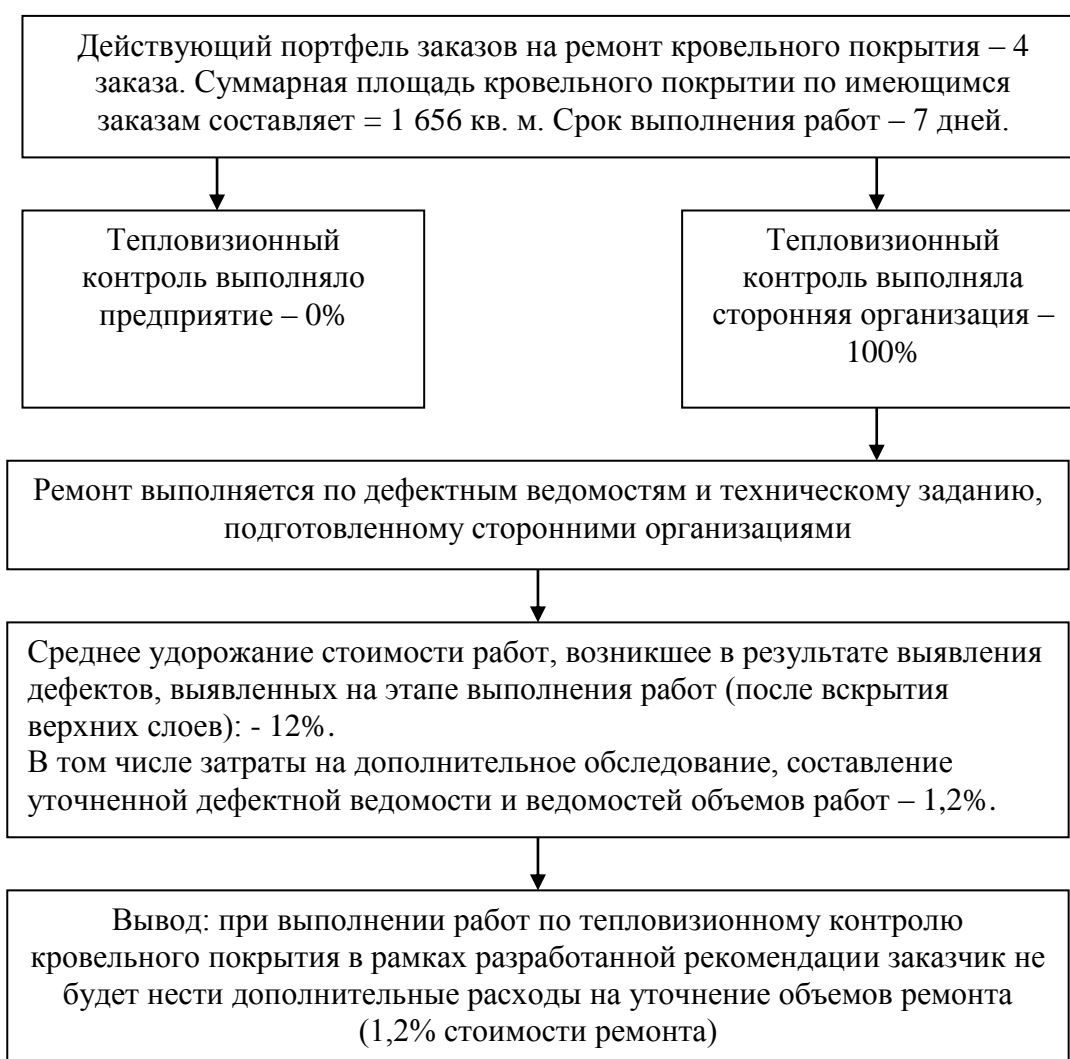 Действующий портфель заказов на ремонт кровельного покрытия – 4
заказа. Суммарная площадь кровельного покрытии по имеющимся
заказам составляет = 1 656 кв. м. Срок выполнения работ – 7 дней.
Тепловизионный
контроль выполняло
предприятие – 0%
Тепловизионный
контроль выполняла
сторонняя организация –
100%
Ремонт выполняется по дефектным ведомостям и техническому заданию,
подготовленному сторонними организациями
Среднее удорожание стоимости работ, возникшее в результате выявления
дефектов, выявленных на этапе выполнения работ (после вскрытия
верхних слоев): - 12%.
В том числе затраты на дополнительное обследование, составление
уточненной дефектной ведомости и ведомостей объемов работ – 1,2%.
Вывод: при выполнении работ по тепловизионному контролю
кровельного покрытия в рамках разработанной рекомендации заказчик не
будет нести дополнительные расходы на уточнение объемов ремонта
(1,2% стоимости ремонта)